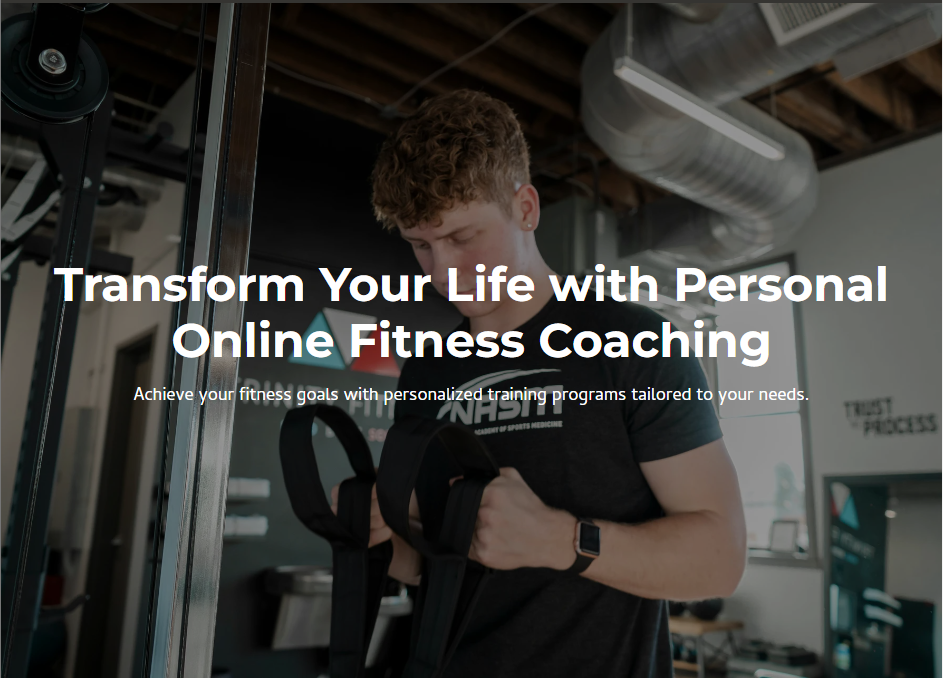 Transform Your Life with Personal
Online Fitness Coaching
Achieve your fitness goals with personalized training programs tailored to your needs.
NASM
ACADEMY OF SPORTS MEDICINE
TRUST
PROCESS